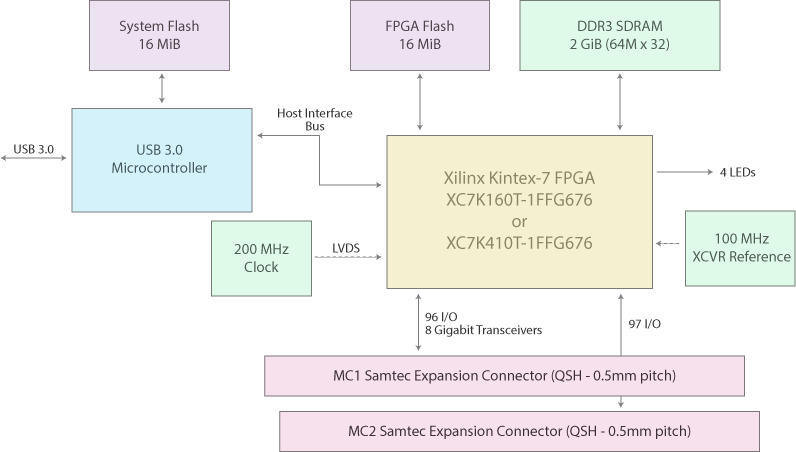 System Flash
16 MiB
FPGA Flash
16 MiB
DDR3 SDRAM
2 GiB (64M x 32)
Host Interface
Bus
USB 3.0
USB 3.0
Microcontroller
Xilinx Kintex-7 FPGA
XC7K160T-1FFG676
or
XC7K410T-1FFG676
4 LEDs
200 MHz
Clock
LVDS
100 MHz
XCVR Reference
96 I/O
8 Gigabit Transceivers
97 I/O
MC1 Samtec Expansion Connector (QSH - 0.5mm pitch)
MC2 Samtec Expansion Connector (QSH - 0.5mm pitch)